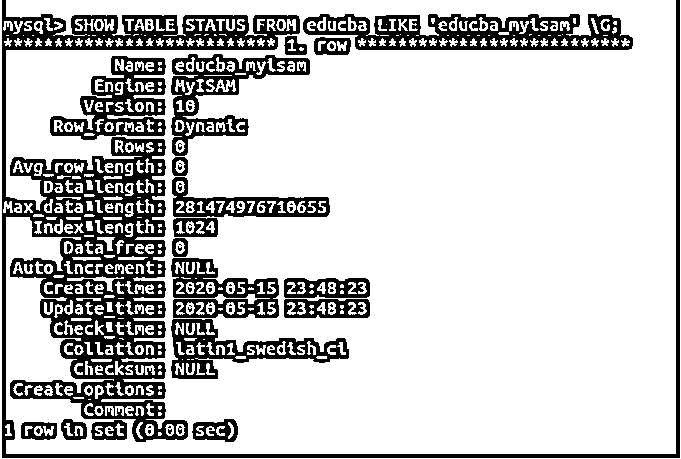 mysql> SHOW TABLE STATUS FROM educba LIKE 'educba_mylsam' \G;
*************************** 1. row ***************************
Name: educba_mylsam
Engine: MyISAM
Version: 10
Row_format: Dynamic
Rows: 0
Avg_row_length: 0
Data_length: 0
Max_data_length: 281474976710655
Index_length: 1024
Data_free: 0
Auto_increment: NULL
Create_time: 2020-05-15 23:48:23
Update_time: 2020-05-15 23:48:23
Check_time: NULL
Collation: latin1_swedish_ci
Checksum: NULL
Create_options:
Comment:
1 row in set (0.00 sec)